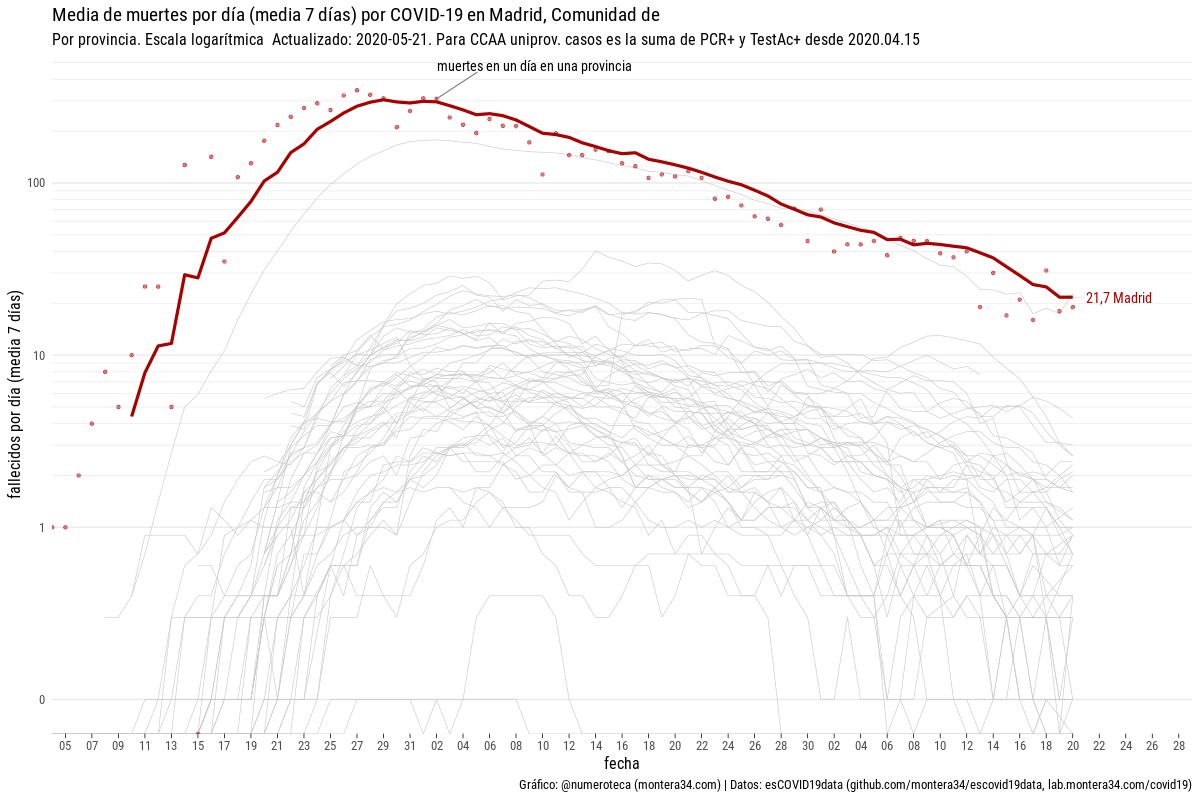 Media de muertes por día (media 7 días) por COVID-19 en Madrid, Comunidad de
Por provincia. Escala logarítmica  Actualizado: 2020-05-21. Para CCAA uniprov. casos es la suma de PCR+ y TestAc+ desde 2020.04.15
muertes en un día en una provincia
fallecidos por día (media  7 días)
100
10
1
0
21,7 Madrid
05 07 09 11 13 15 17 19 21 23 25 27 29 31 02 04 06 08 10 12 14 16 18 20 22 24 26 28 30 02 04 06 08 10 12 14 16 18 20 22 24 26 28
fecha
Gráfico: @numeroteca (montera34.com) | Datos: esCOVID19data (github.com/montera34/escovid19data, lab.montera34.com/covid19)